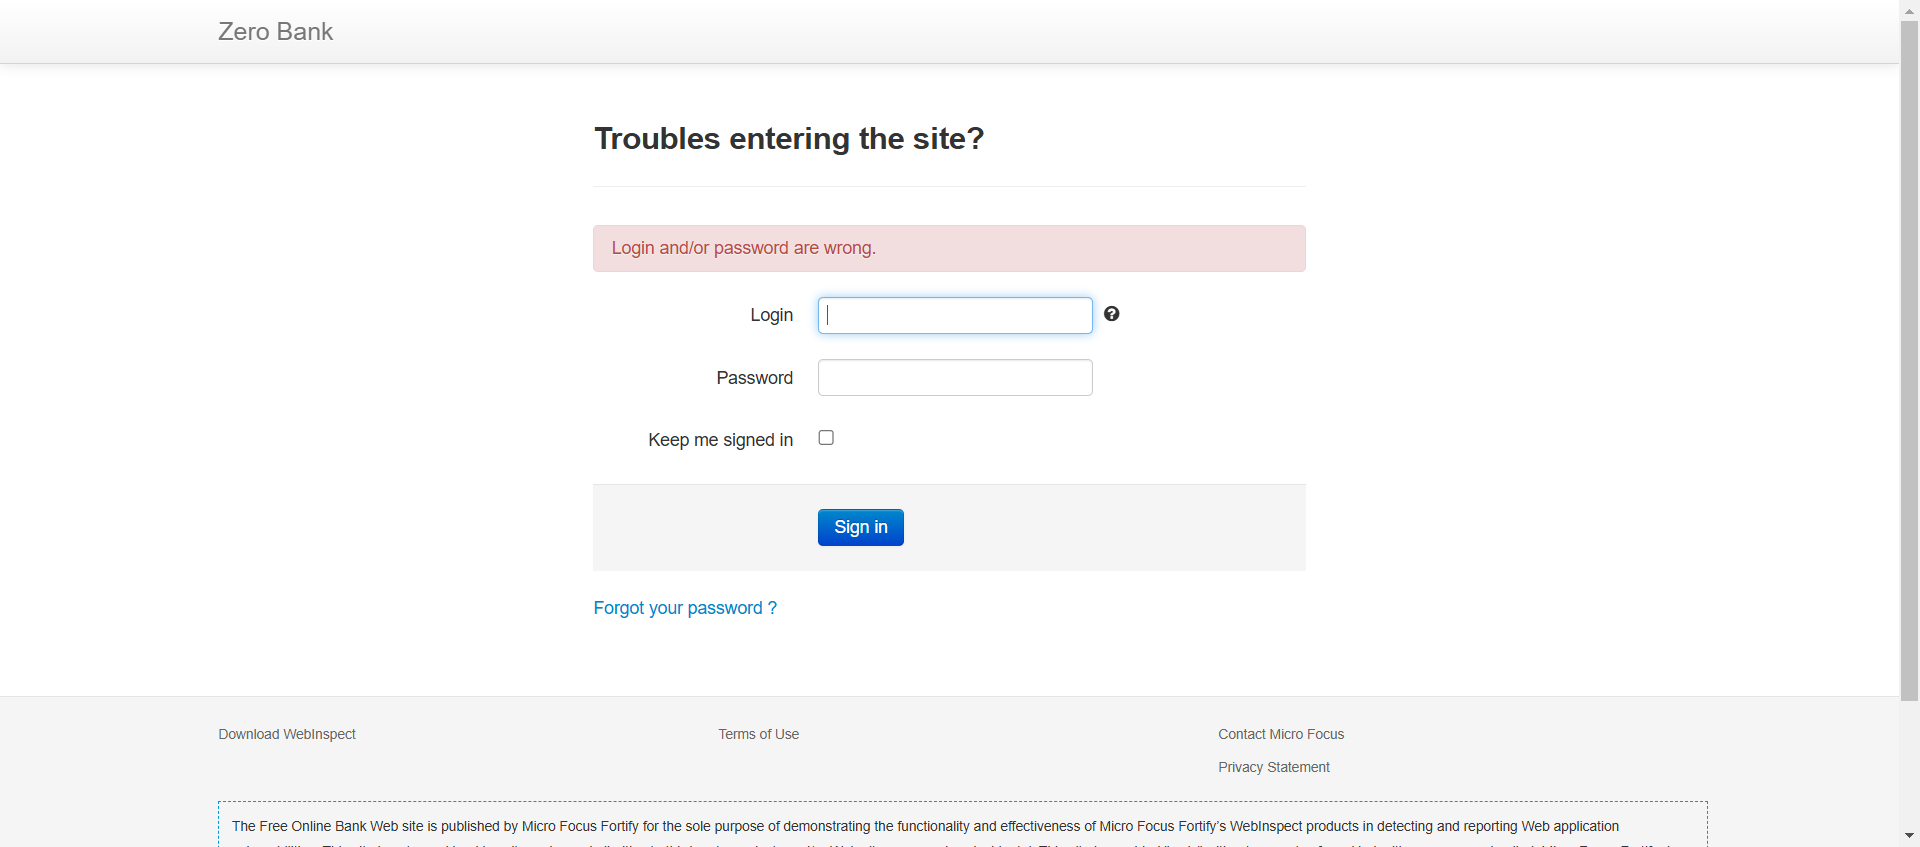 Zero Bank
Troubles entering the site?
Login and/or password are wrong.
Login
Password
Keep me signed in
Sign in
Forgot your password ?
Download WebInspect
Terms of Use
Contact Micro Focus
Privacy Statement
The Free Online Bank Web site is published by Micro Focus Fortify for the sole purpose of demonstrating the functionality and effectiveness of Micro Focus Fortify’s WebInspect products in detecting and reporting Web application